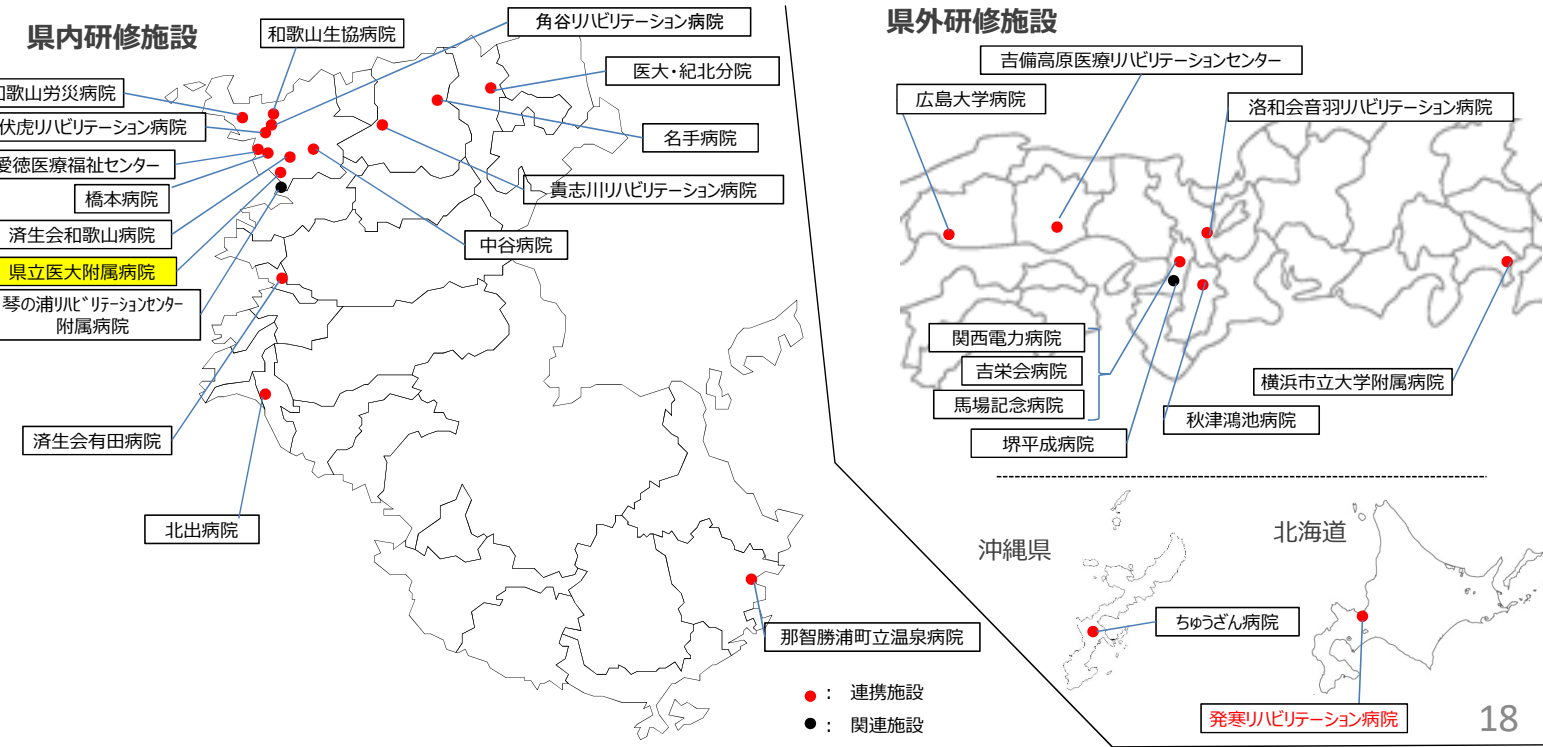 県内研修施設
和歌山生協病院
角谷リハビリテーション病院
医大・紀北分院
和歌山労災病院
伏虎リハビリテーション病院
名手病院
愛徳医療福祉センター
橋本病院
貴志川リハビリテーション病院
済生会和歌山病院
中谷病院
県立医大附属病院
琴の浦ﾘﾊﾋﾞﾘﾃｰｼｮﾝｾﾝﾀｰ
附属病院
済生会有田病院
北出病院
那智勝浦町立温泉病院
● : 連携施設
● : 関連施設
県外研修施設
吉備高原医療リハビリテーションセンター
広島大学病院
洛和会音羽リハビリテーション病院
関西電力病院
吉栄会病院
馬場記念病院
横浜市立大学附属病院
秋津鴻池病院
堺平成病院
沖縄県
北海道
ちゅうざん病院
発寒リハビリテーション病院
18